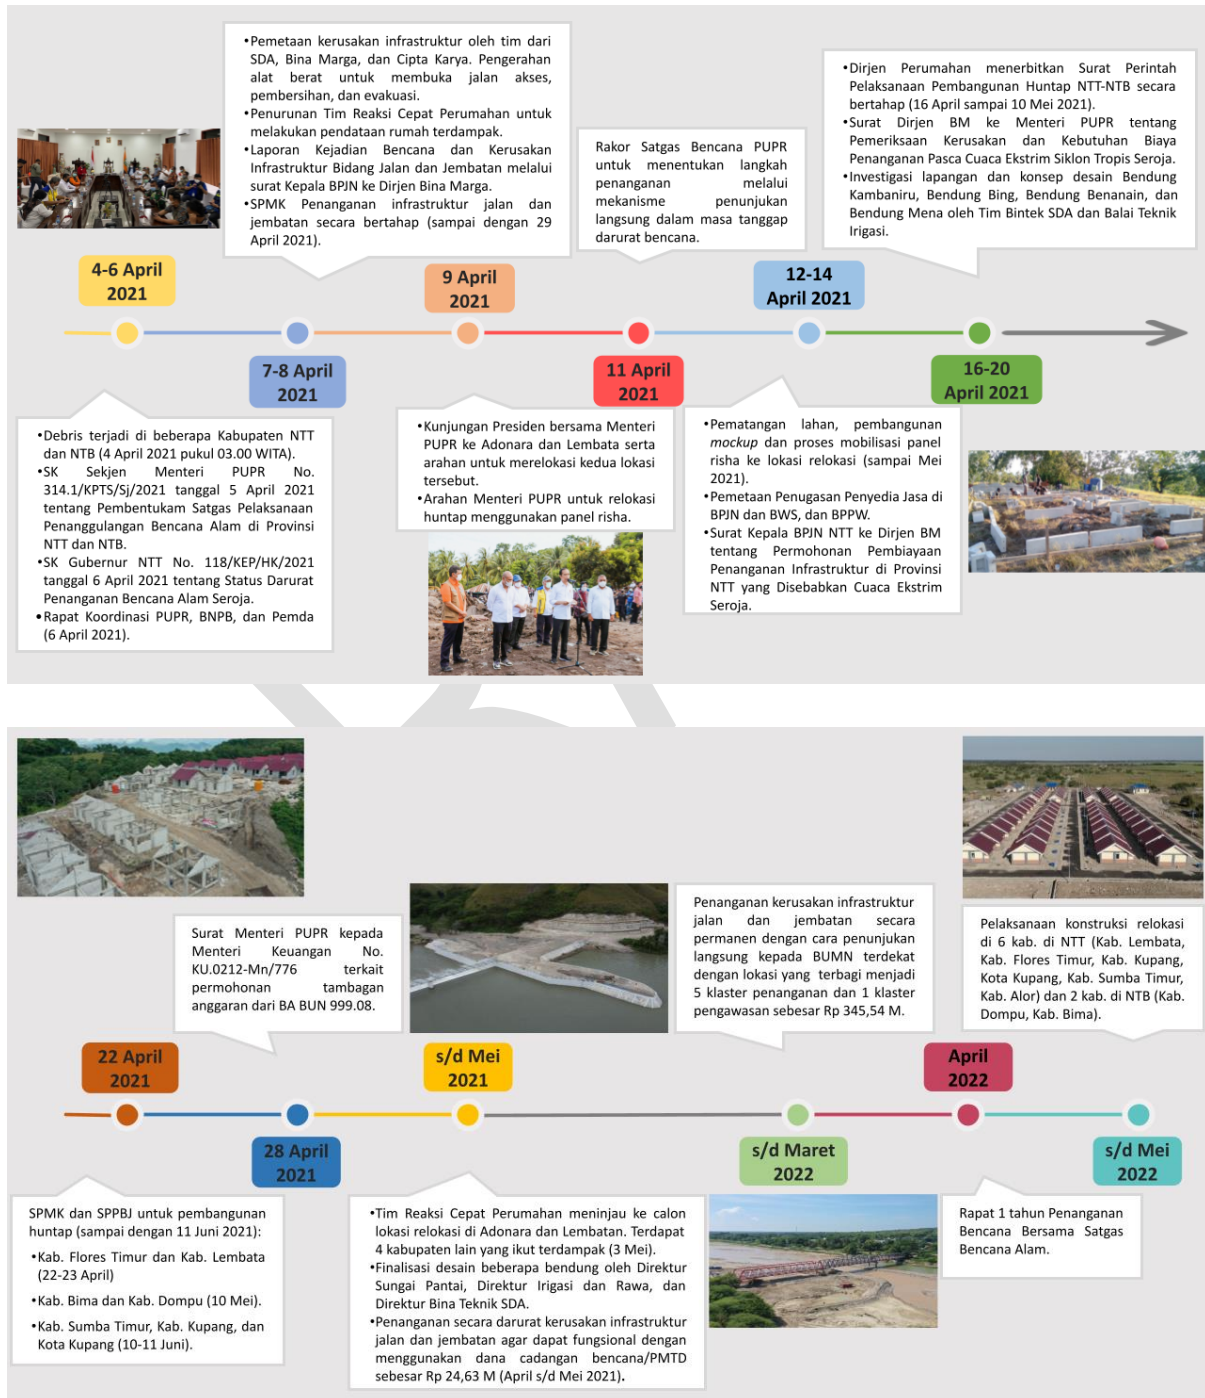 •Pemetaan kerusakan infrastruktur oleh tim dari
SDA, Bina Marga, dan Cipta Karya. Pengerahan
alat berat untuk membuka jalan akses,
pembersihan, dan evakuasi.
•Penurunan Tim Reaksi Cepat Perumahan untuk
melakukan pendataan rumah terdampak.
•Laporan Kejadian Bencana dan Kerusakan
Infrastruktur Bidang Jalan dan Jembatan melalui
surat Kepala BPJN ke Dirjen Bina Marga.
•SPMK Penanganan infrastruktur jalan dan
jembatan secara bertahap (sampai dengan 29
April 2021).
Rakor Satgas Bencana PUPR
untuk menentukan langkah
penanganan melalui
mekanisme penunjukan
langsung dalam masa tanggap
darurat bencana.
•Dirjen Perumahan menerbitkan Surat Perintah
Pelaksanaan Pembangunan Huntap NTT-NTB secara
bertahap (16 April sampai 10 Mei 2021).
•Surat Dirjen BM ke Menteri PUPR tentang
Pemeriksaan Kerusakan dan Kebutuhan Biaya
Penanganan Pasca Cuaca Ekstrim Siklon Tropis Seroja.
•Investigasi lapangan dan konsep desain Bendung
Kambaniru, Bendung Bing, Bendung Benanain, dan
Bendung Mena oleh Tim Bintek SDA dan Balai Teknik
Irigasi.
4-6 April
2021
9 April
2021
12-14
April 2021
7-8 April
2021
11 April
2021
16-20
April 2021
•Debris terjadi di beberapa Kabupaten NTT
dan NTB (4 April 2021 pukul 03.00 WITA).
•SK Sekjen Menteri PUPR No.
314.1/KPTS/Sj/2021 tanggal 5 April 2021
tentang Pembentukam Satgas Pelaksanaan
Penanggulangan Bencana Alam di Provinsi
NTT dan NTB.
•SK Gubernur NTT No. 118/KEP/HK/2021
tanggal 6 April 2021 tentang Status Darurat
Penanganan Bencana Alam Seroja.
•Rapat Koordinasi PUPR, BNPB, dan Pemda
(6 April 2021).
•Kunjungan Presiden bersama Menteri
PUPR ke Adonara dan Lembata serta
arahan untuk merelokasi kedua lokasi
tersebut.
•Arahan Menteri PUPR untuk relokasi
huntap menggunakan panel risha.
•Pematangan lahan, pembangunan
mockup dan proses mobilisasi panel
risha ke lokasi relokasi (sampai Mei
2021).
•Pemetaan Penugasan Penyedia Jasa di
BPJN dan BWS, dan BPPW.
•Surat Kepala BPJN NTT ke Dirjen BM
tentang Permohonan Pembiayaan
Penanganan Infrastruktur di Provinsi
NTT yang Disebabkan Cuaca Ekstrim
Seroja.
Surat Menteri PUPR kepada
Menteri Keuangan No.
KU.0212-Mn/776 terkait
permohonan tambagan
anggaran dari BA BUN 999.08.
Penanganan kerusakan infrastruktur
jalan dan jembatan secara
permanen dengan cara penunjukan
langsung kepada BUMN terdekat
dengan lokasi yang terbagi menjadi
5 klaster penanganan dan 1 klaster
pengawasan sebesar Rp 345,54 M.
Pelaksanaan konstruksi relokasi
di 6 kab. di NTT (Kab. Lembata,
Kab. Flores Timur, Kab. Kupang,
Kota Kupang, Kab. Sumba Timur,
Kab. Alor) dan 2 kab. di NTB (Kab.
Dompu, Kab. Bima).
22 April
2021
s/d Mei
2021
April
2022
28 April
2021
s/d Maret
2022
s/d Mei
2022
SPMK dan SPPBJ untuk pembangunan
huntap (sampai dengan 11 Juni 2021):
•Kab. Flores Timur dan Kab. Lembata
(22-23 April)
•Kab. Bima dan Kab. Dompu (10 Mei).
•Kab. Sumba Timur, Kab. Kupang, dan
Kota Kupang (10-11 Juni).
•Tim Reaksi Cepat Perumahan meninjau ke calon
lokasi relokasi di Adonara dan Lembatan. Terdapat
4 kabupaten lain yang ikut terdampak (3 Mei).
•Finalisasi desain beberapa bendung oleh Direktur
Sungai Pantai, Direktur Irigasi dan Rawa, dan
Direktur Bina Teknik SDA.
•Penanganan secara darurat kerusakan infrastruktur
jalan dan jembatan agar dapat fungsional dengan
menggunakan dana cadangan bencana/PMTD
sebesar Rp 24,63 M (April s/d Mei 2021).
Rapat 1 tahun Penanganan
Bencana Bersama Satgas
Bencana Alam.